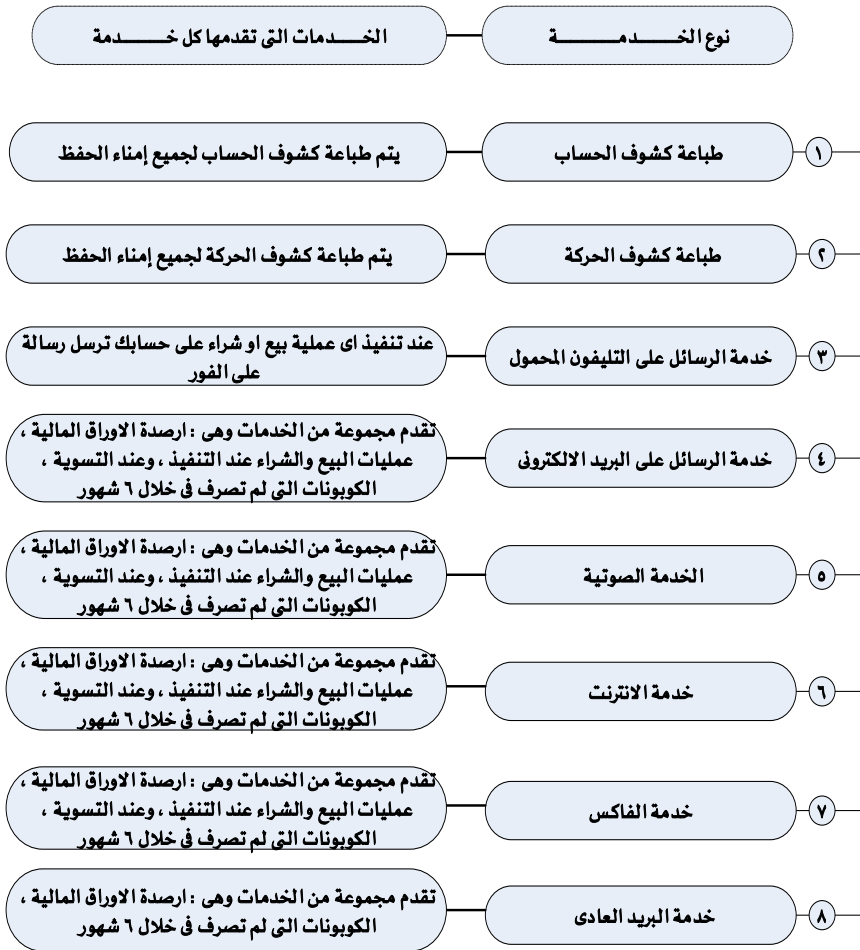 نوع الخـــــدمـــــــــة
الخـــــدمات التى تقدمها كل خـــــــدمة
١
طباعة كشوف الحساب
يتم طباعة كشوف الحساب لجميع إمناء الحفظ
٢
طباعة كشوف الحركة
يتم طباعة كشوف الحركة لجميع إمناء الحفظ
٣
خدمة الرسائل على التليفون المحمول
عند تنفيذ اى عملية بيع او شراء على حسابك ترسل رسالة
على الفور
٤
خدمة الرسائل على البريد الالكترونى
تقدم مجموعة من الخدمات وهى : ارصدة الاوراق المالية ،
عمليات البيع والشراء عند التنفيذ ، وعند التسوية ،
الكوبونات التى لم تصرف فى خلال ٦ شهور
٥
الخدمة الصوتية
تقدم مجموعة من الخدمات وهى : ارصدة الاوراق المالية ،
عمليات البيع والشراء عند التنفيذ ، وعند التسوية ،
الكوبونات التى لم تصرف فى خلال ٦ شهور
٦
خدمة الانترنت
تقدم مجموعة من الخدمات وهى : ارصدة الاوراق المالية ،
عمليات البيع والشراء عند التنفيذ ، وعند التسوية ،
الكوبونات التى لم تصرف فى خلال ٦ شهور
٧
خدمة الفاكس
تقدم مجموعة من الخدمات وهى : ارصدة الاوراق المالية ،
عمليات البيع والشراء عند التنفيذ ، وعند التسوية ،
الكوبونات التى لم تصرف فى خلال ٦ شهور
٨
خدمة البريد العادى
تقدم مجموعة من الخدمات وهى : ارصدة الاوراق المالية ،
الكوبونات التى لم تصرف فى خلال ٦ شهور